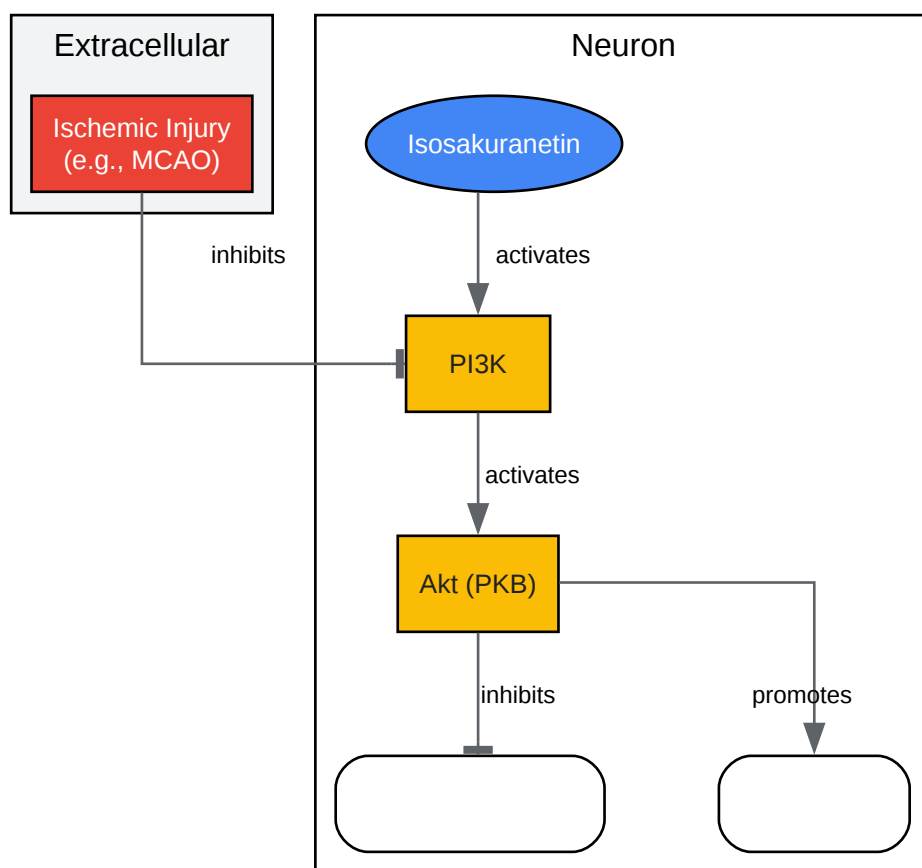 Extracellular
Neuron
Ischemic Injury
(e.g., MCAO)
Isosakuranetin
inhibits
activates
PI3K
activates
Akt (PKB)
inhibits
promotes